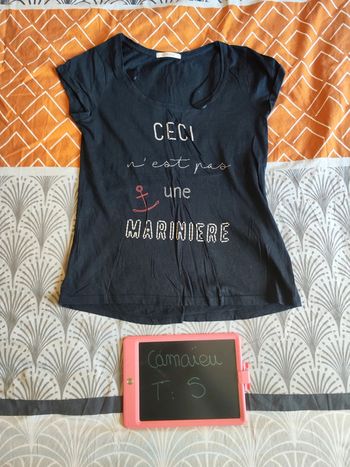 CECI
n'est pas
une
MARINIERE
Camaieu
T: S